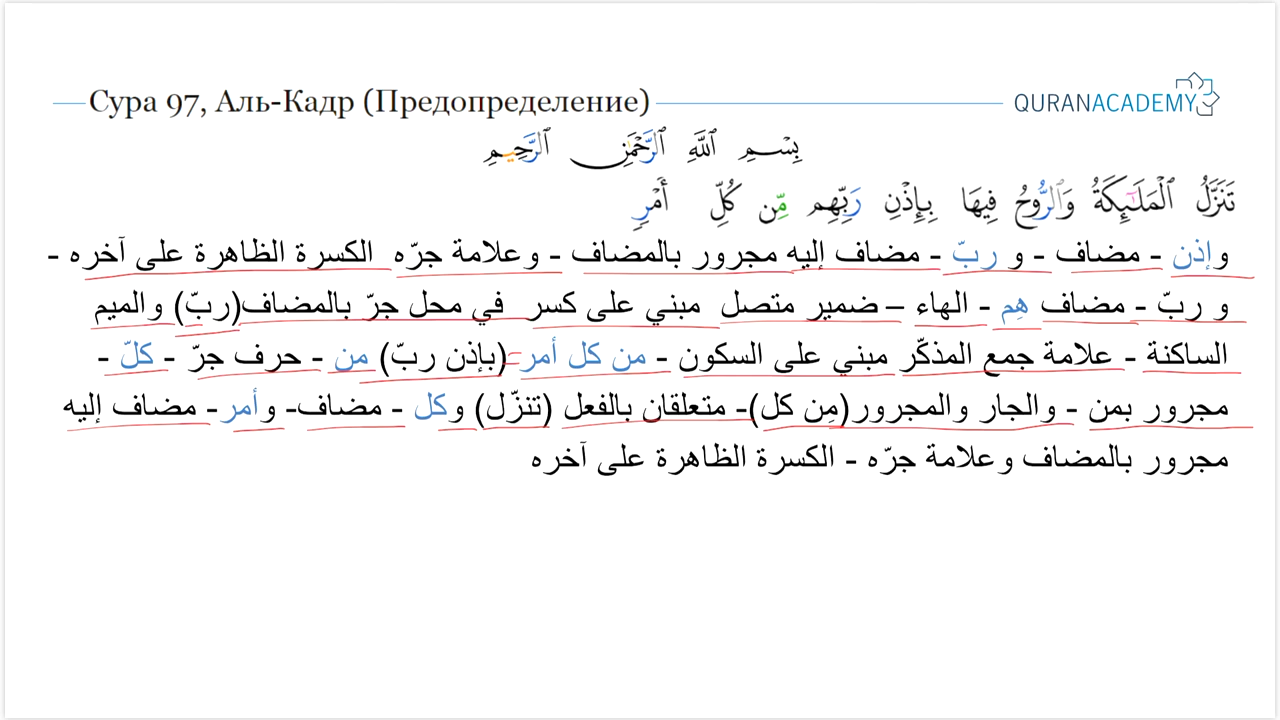 Сура 97, Аль-Кадр (Предопределение)
QURANACADEMY
بِسْمِ ٱللَّهِ ٱلرَّحْمَٰنِ ٱلرَّحِيمِ
تَنَزَّلُ ٱلْمَلَٰٓئِكَةُ وَٱلرُّوحُ فِيهَا بِإِذْنِ رَبِّهِم مِّن كُلِّ أَمْرٍ
وإذن - مضاف - و ربّ - مضاف إليه مجرور بالمضاف - وعلامة جرّه الكسرة الظاهرة على آخره -
و ربّ - مضاف هِم - الهاء – ضمير متصل مبني على كسر في محل جرّ بالمضاف(ربّ) والميم
الساكنة - علامة جمع المذكّر مبني على السكون - من كل أمر (بإذن ربّ) من - حرف جرّ - كلّ -
مجرور بمن - والجار والمجرور(مِن كل)- متعلقان بالفعل (تنزّل) وكل - مضاف- وأمر- مضاف إليه
مجرور بالمضاف وعلامة جرّه - الكسرة الظاهرة على آخره